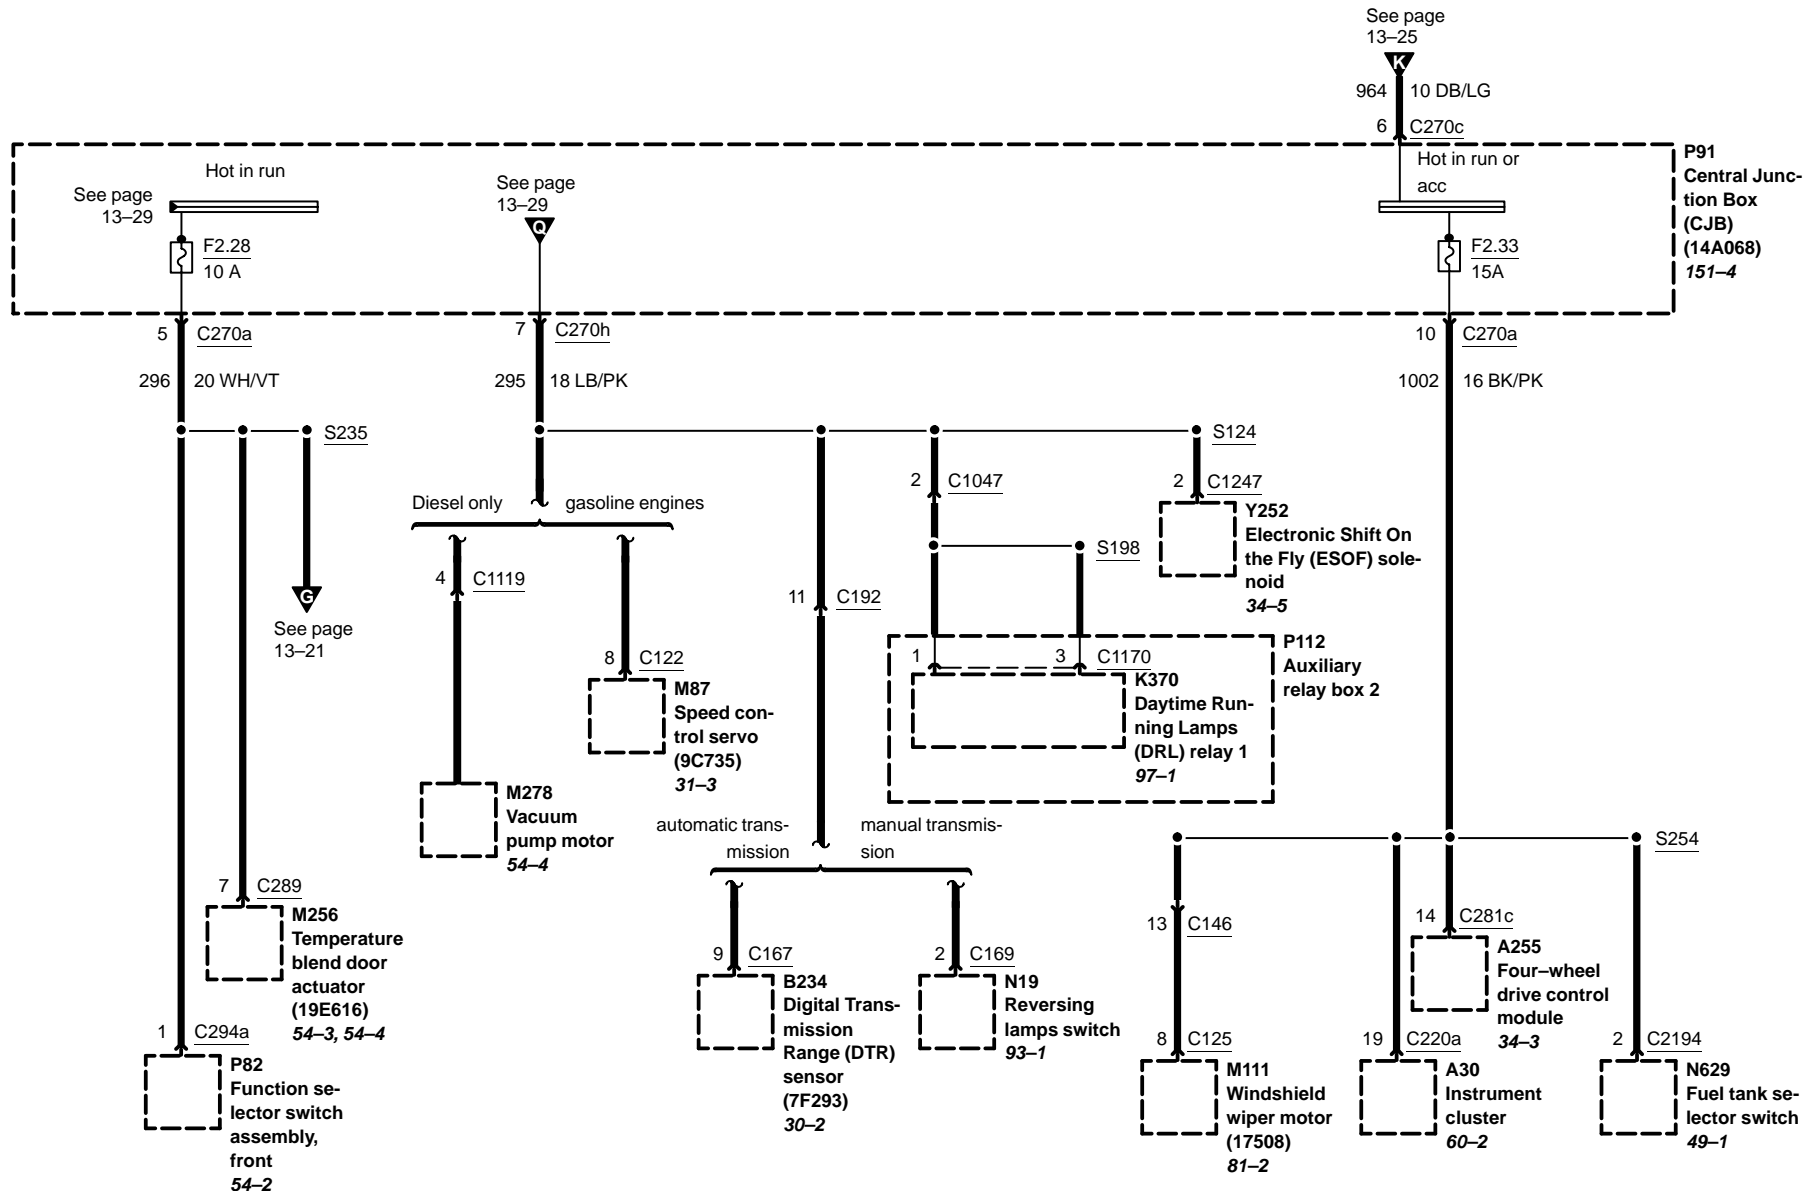 See page
13–25
K
964
10 DB/LG
6
C270c
Hot in run
See page
13–29
F2.28
10 A
See page
13–29
Q
Hot in run or
acc
F2.33
15A
P91
Central Junc-
tion Box
(CJB)
(14A068)
151–4
5
C270a
7
C270h
10
C270a
296
20 WH/VT
295
18 LB/PK
1002
16 BK/PK
S235
S124
G
See page
13–21
Diesel only
gasoline engines
4
C1119
8
C122
M87
Speed con-
trol servo
(9C735)
31–3
M278
Vacuum
pump motor
54–4
11
C192
2
C1047
S198
2
C1247
Y252
Electronic Shift On
the Fly (ESOF) sole-
noid
34–5
P112
Auxiliary
relay box 2
1
3
C1170
K370
Daytime Run-
ning Lamps
(DRL) relay 1
97–1
automatic trans-
mission
manual transmis-
sion
S254
7
C289
M256
Temperature
blend door
actuator
(19E616)
54–3, 54–4
1
C294a
P82
Function se-
lector switch
assembly,
front
54–2
9
C167
B234
Digital Trans-
mission
Range (DTR)
sensor
(7F293)
30–2
2
C169
N19
Reversing
lamps switch
93–1
13
C146
8
C125
M111
Windshield
wiper motor
(17508)
81–2
14
C281c
A255
Four–wheel
drive control
module
34–3
19
C220a
A30
Instrument
cluster
60–2
2
C2194
N629
Fuel tank se-
lector switch
49–1